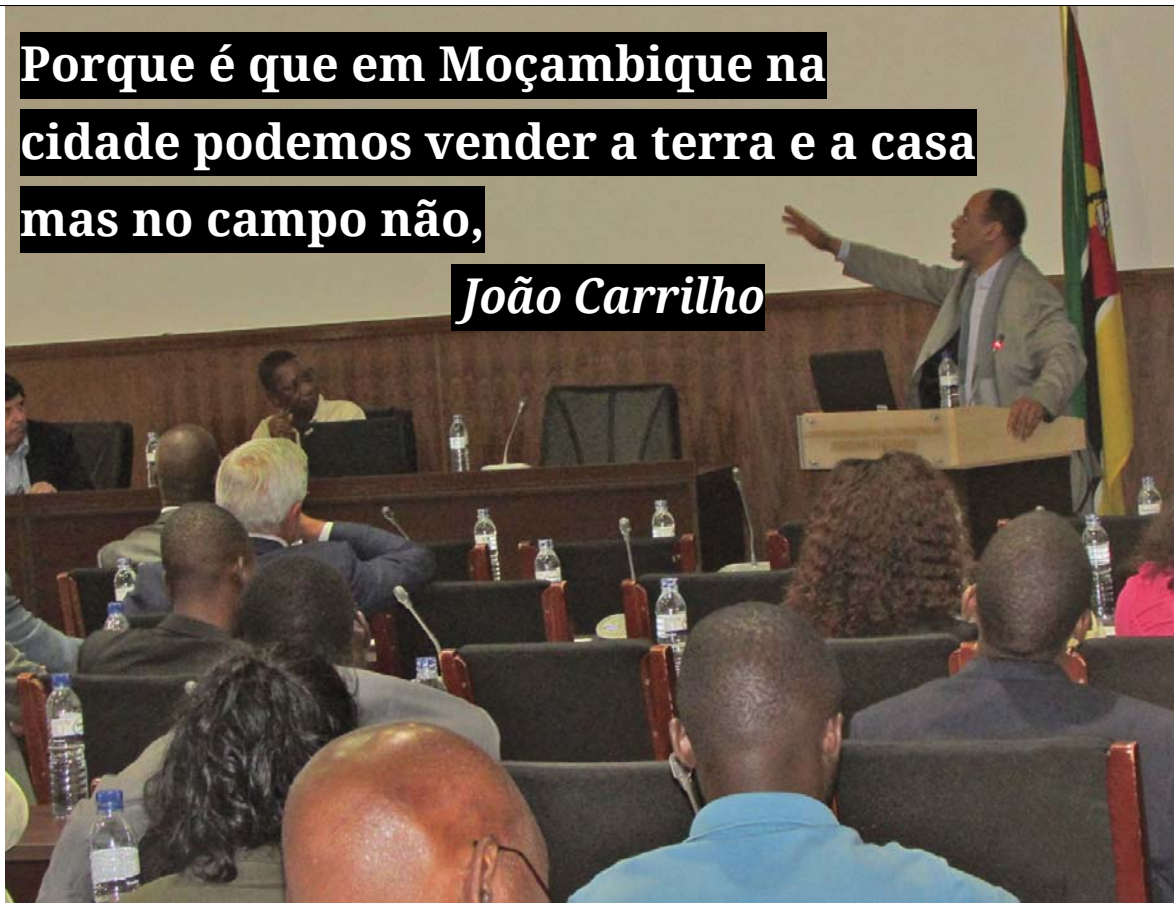 Porque é que em Moçambique na
cidade podemos vender a terra e a casa
mas no campo não,
João Carrilho